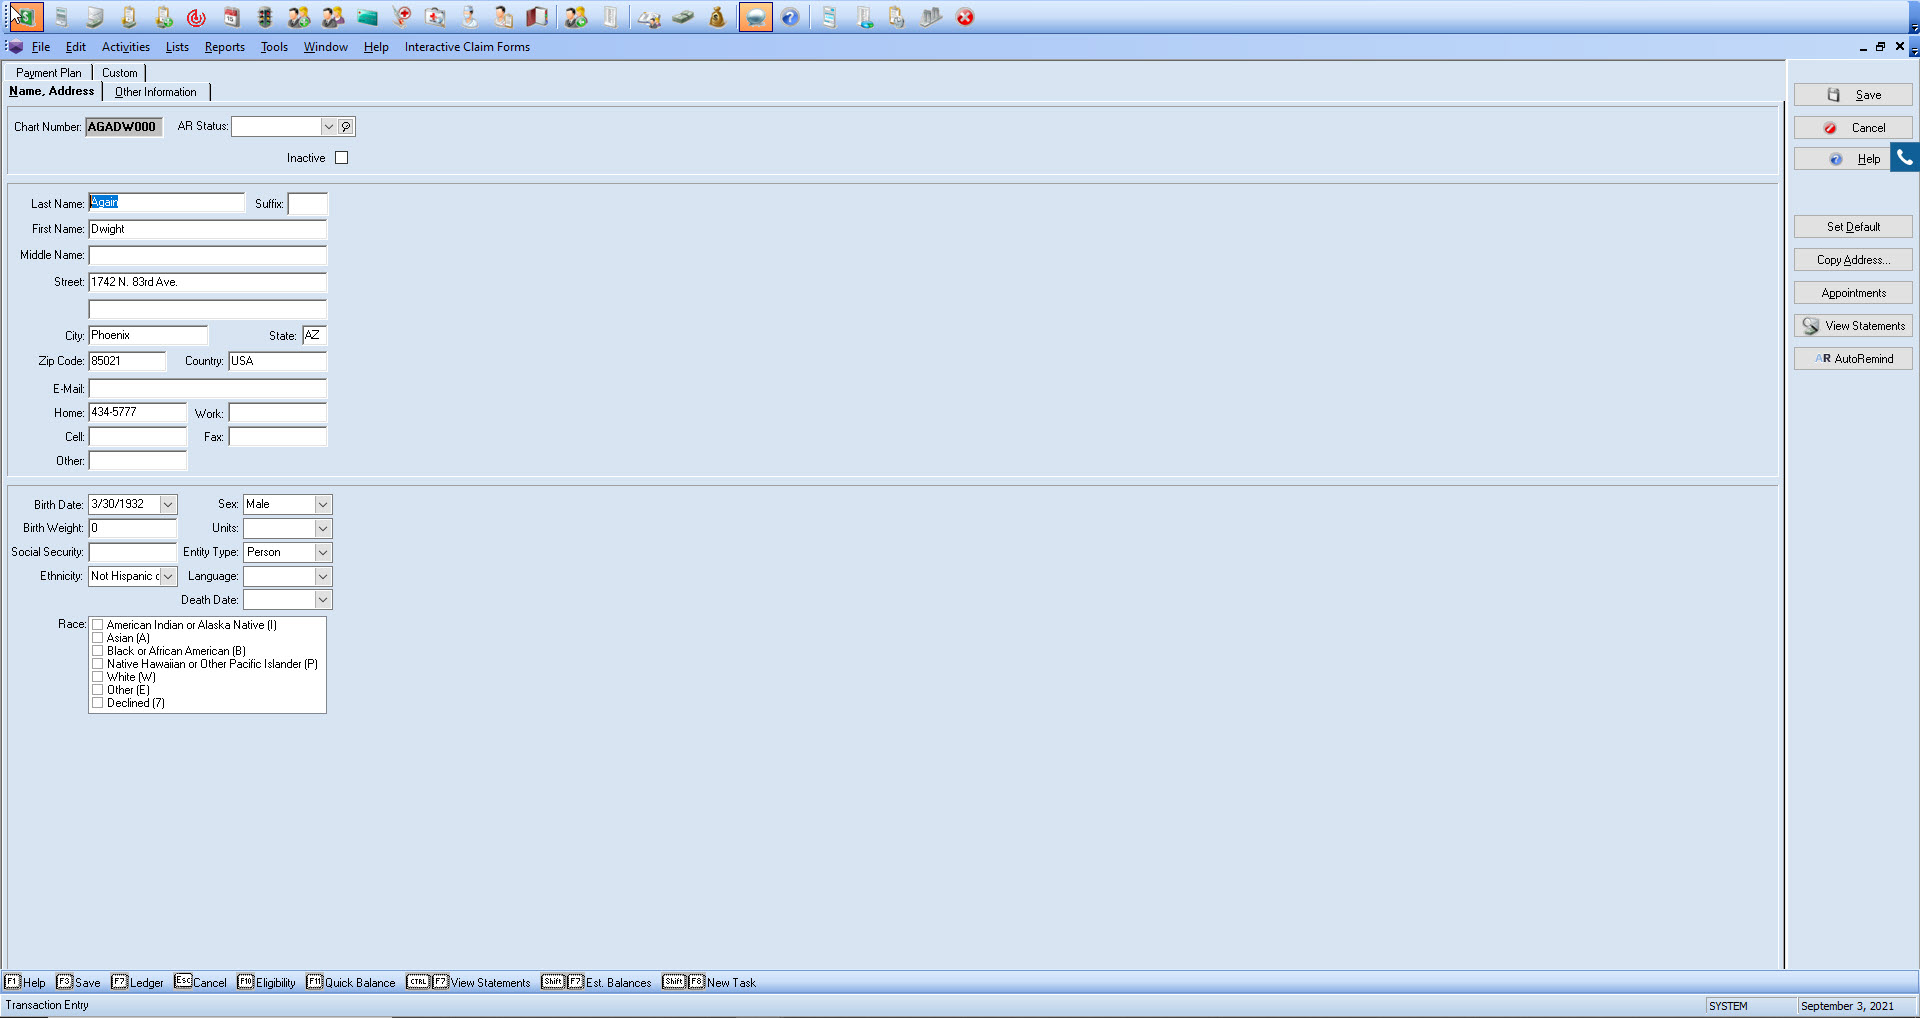 File Edit Activities Lists Reports Tools Window Help Interactive Claim Forms
Payment Plan Custom
Name, Address Other Information
Chart Number: AGADW000 AR Status:
Inactive
Last Name: Again Suffix:
First Name: Dwight
Middle Name:
Street: 1742 N. 83rd Ave.
City: Phoenix State: AZ
Zip Code: 85021 Country: USA
E-Mail:
Home: 434-5777 Work:
Cell: Fax:
Other:
Birth Date: 3/30/1932 Sex: Male
Birth Weight: 0 Units:
Social Security: Entity Type: Person
Ethnicity: Not Hispanic Language:
Death Date:
Race: American Indian or Alaska Native (I)
Asian (A)
Black or African American (B)
Native Hawaiian or Other Pacific Islander (P)
White (W)
Other (E)
Declined (7)
Save
Cancel
Help
Set Default
Copy Address...
Appointments
View Statements
AR AutoRemind
F1 Help F3 Save F7 Ledger Esc Cancel F10 Eligibility F11 Quick Balance CTRL F7 View Statements Shift F7 Est. Balances Shift F8 New Task
Transaction Entry SYSTEM September 3, 2021